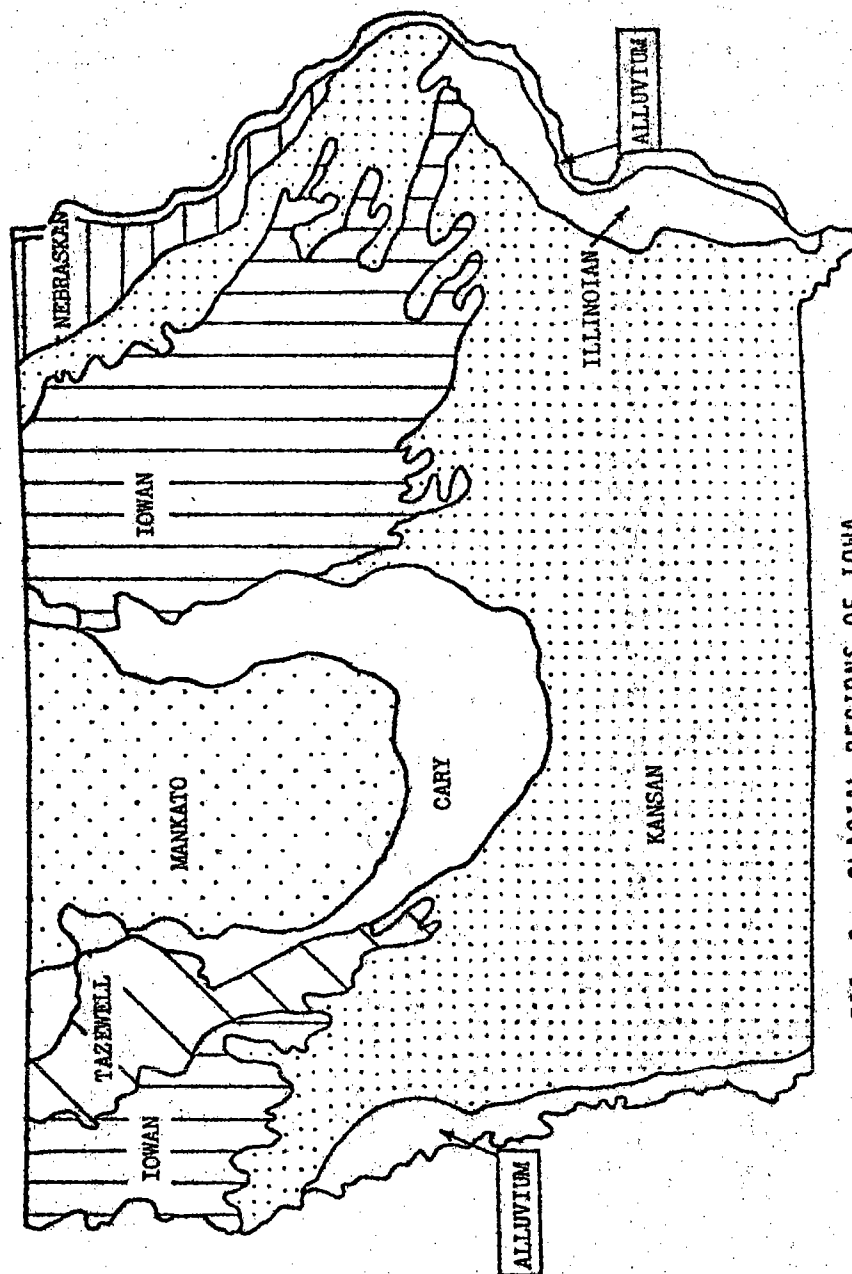 NEBRASKAN
IOWAN
MANKATO
TAZEWELL
IOWAN
CARY
KANSAN
ILLINOIAN
ALLUVIUM
ALLUVIUM
GLACIAL REGIONS OF IOWA